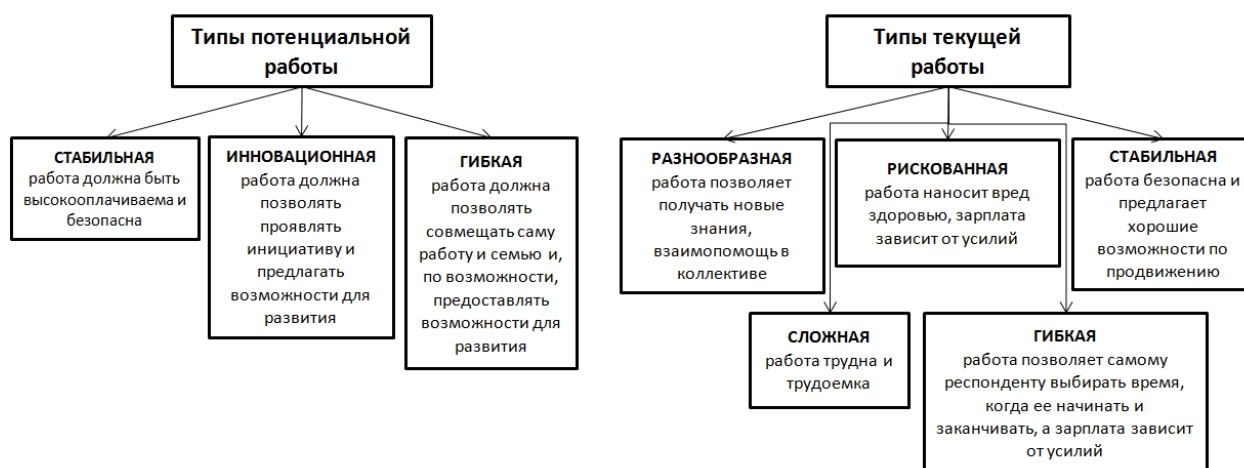 Типы потенциальной
работы
СТАБИЛЬНАЯ
работа должна быть
высокооплачиваема и
безопасна
ИННОВАЦИОННАЯ
работа должна
позволять
проявлять
инициативу и
предлагать
возможности для
развития
ГИБКАЯ
работа должна
позволять
совмещать саму
работу и семью и,
по возможности,
предоставлять
возможности для
развития
Типы текущей
работы
РАЗНООБРАЗНАЯ
работа позволяет
получать новые
знания,
взаимопомощь в
коллективе
РИСКОВАННАЯ
работа наносит вред
здоровью, зарплата
зависит от усилий
СТАБИЛЬНАЯ
работа безопасна и
предлагает
хорошие
возможности по
продвижению
СЛОЖНАЯ
работа трудна и
трудоемка
ГИБКАЯ
работа позволяет самому
респонденту выбирать время,
когда ее начинать и
заканчивать, а зарплата зависит
от усилий